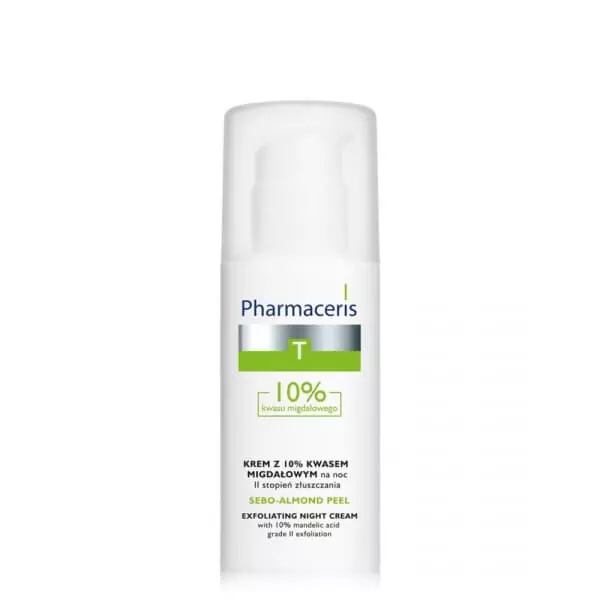 Pharmaceris
T
10%
kwasu migdałowego
KREM Z 10% KWASEM
MIGDAŁOWYM na noc
II stopień złuszczania
SEBO-ALMOND PEEL
EXFOLIATING NIGHT CREAM
with 10% mandelic acid
grade II exfoliation